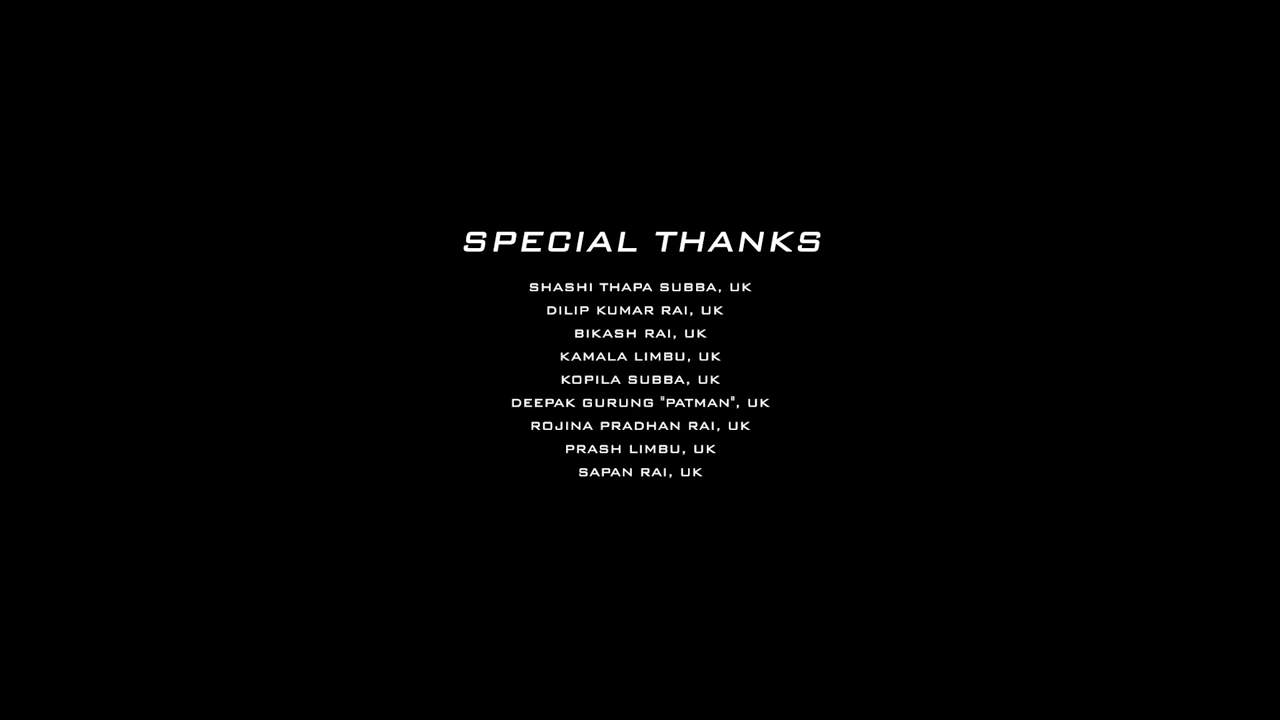 SPECIAL THANKS
SHASHI THAPA SUBBA, UK
DILIP KUMAR RAI, UK
BIKASH RAI, UK
KAMALA LIMBU, UK
KOPILA SUBBA, UK
DEEPAK GURUNG "PATMAN", UK
ROJINA PRADHAN RAI, UK
PRASH LIMBU, UK
SAPAN RAI, UK